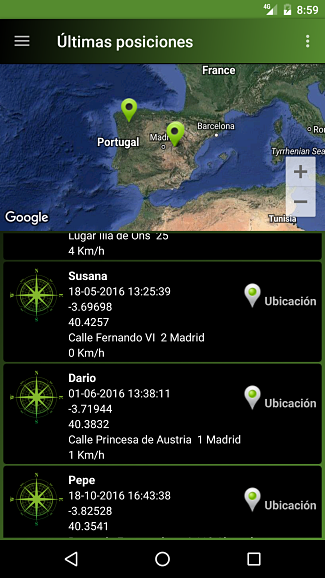 4G 8:59
Últimas posiciones
France
Barcelona
Madri
Portugal
Ro
Tyrrhenian Sea
+
−
Google
Tunisia
Lugar Illa de Ons 25
4 Km/h
Susana
18-05-2016 13:25:39
-3.69698
40.4257
Calle Fernando VI 2 Madrid
0 Km/h
Ubicación
Dario
01-06-2016 13:38:11
-3.71944
40.3832
Calle Princesa de Austria 1 Madrid
1 Km/h
Ubicación
Pepe
18-10-2016 16:43:38
-3.82528
40.3541
Ubicación